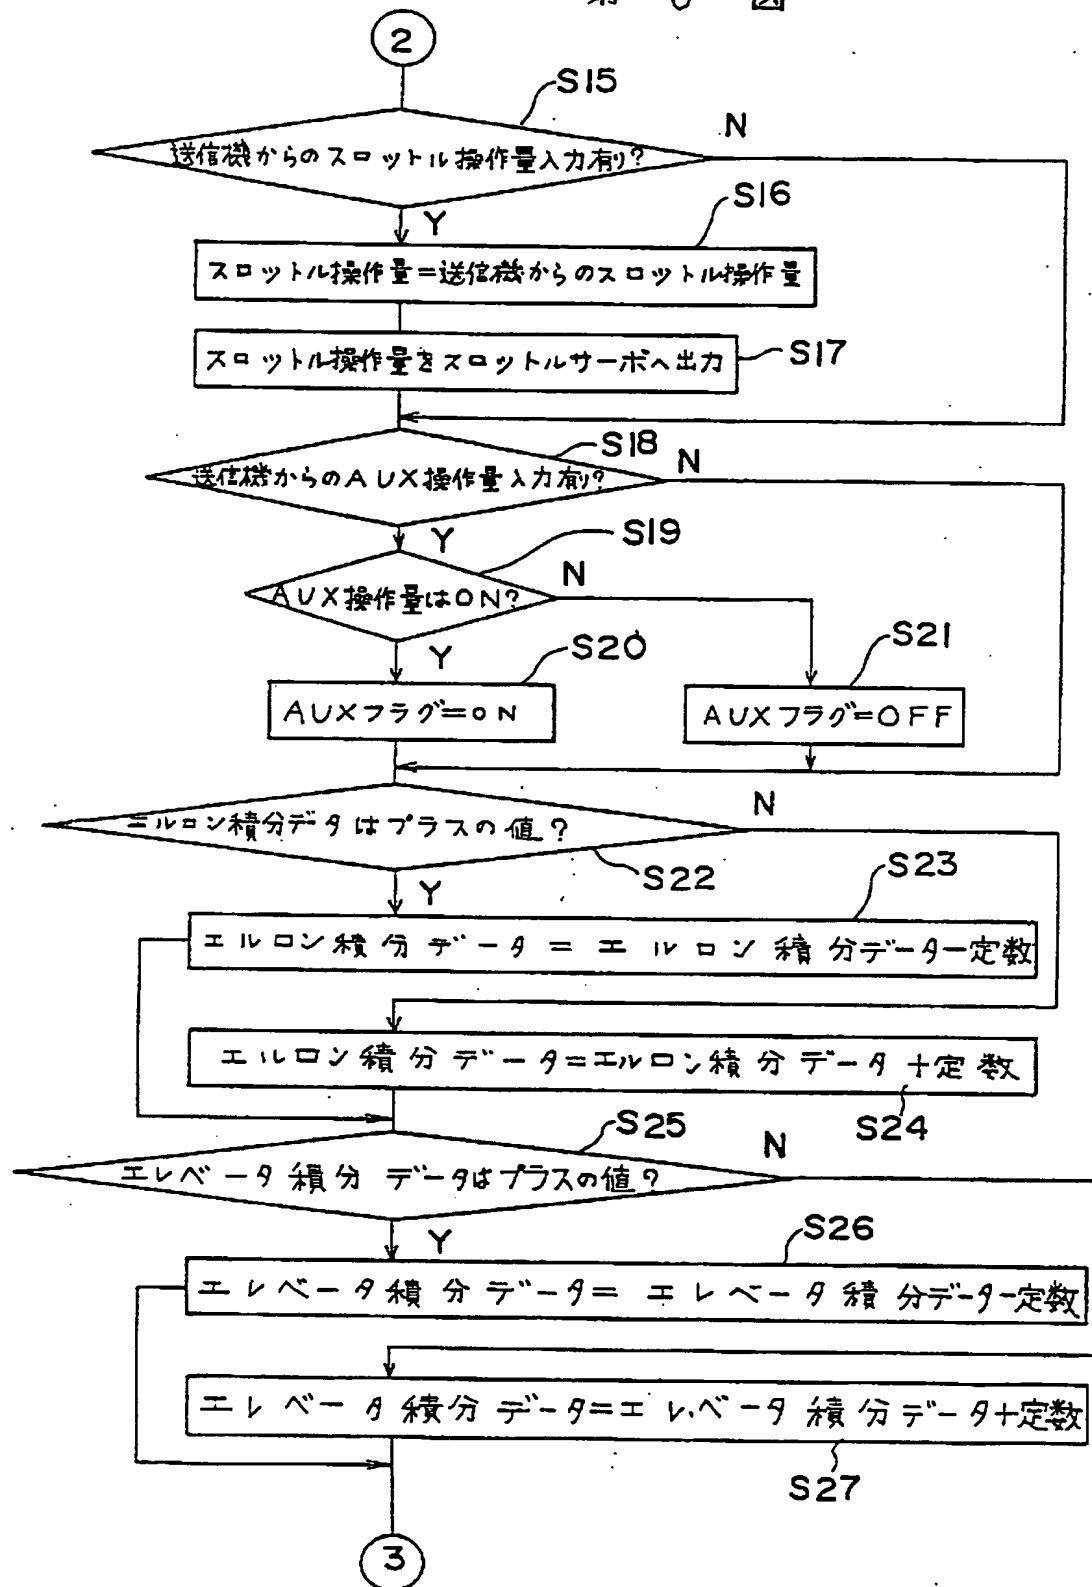 ②
S15
送信機からのスロットル操作量入力有り?
N
Y
S16
スロットル操作量=送信機からのスロットル操作量
スロットル操作量をスロットルサーボへ出力
S17
S18
送信機からのAUX操作量入力有り?
N
Y
S19
AUX操作量はON?
N
Y
S20
S21
AUXフラグ=ON
AUXフラグ=OFF
エルロン積分データはプラスの値?
N
S22
Y
S23
エルロン積分データ=エルロン積分データ-定数
エルロン積分データ=エルロン積分データ+定数
S24
S25
エレベータ積分データはプラスの値?
N
Y
S26
エレベータ積分データ=エレベータ積分データ-定数
エレベータ積分データ=エレベータ積分データ+定数
S27
③